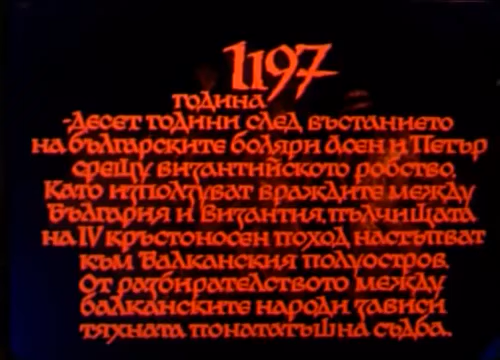 1197
година
-десет години след въстанието
на българските боляри Асен и Петър
срещу византийското робство.
Като използуват враждите между
България и Византия, пълчищата
на IV кръстоносен поход настъпват
към Балканския полуостров.
От разбирателството между
балканските народи зависи
тяхната понататъшна съдба.